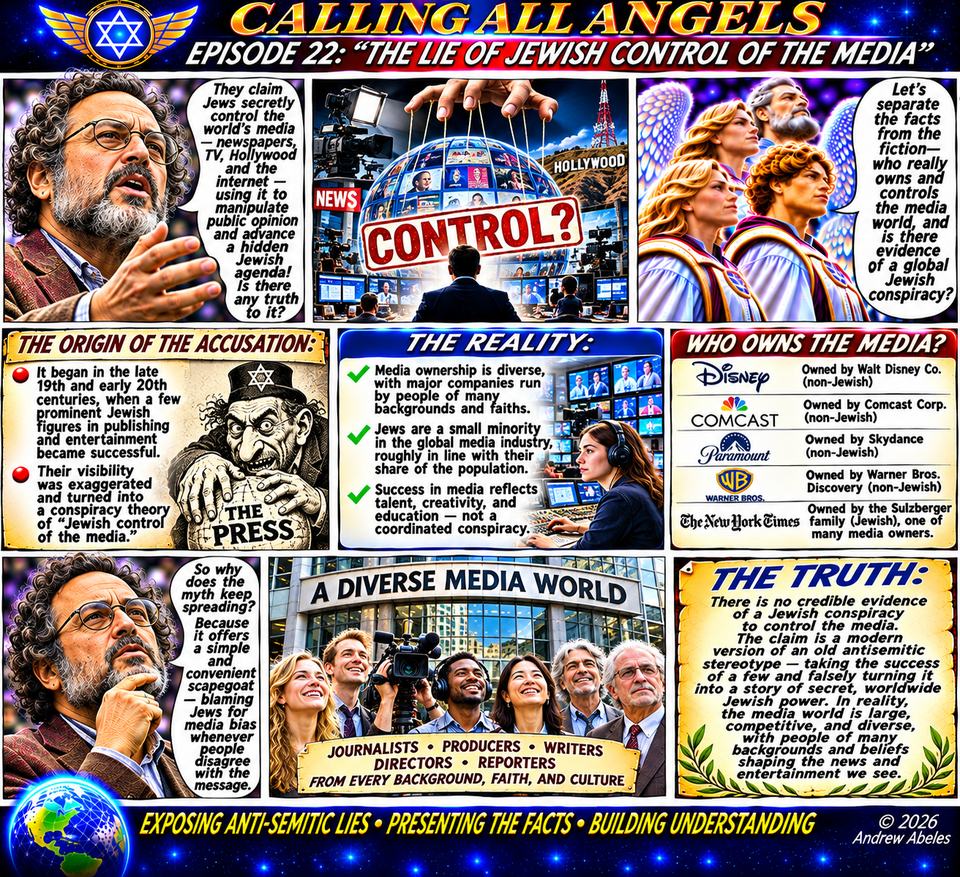 CALLING ALL ANGELS
EPISODE 22: “THE LIE OF JEWISH CONTROL OF THE MEDIA”
They claim
Jews secretly
control the
world’s media
— newspapers,
TV, Hollywood
and the
internet —
using it to
manipulate
public opinion
and advance
a hidden
Jewish
agenda!
Is there
any truth
to it?
NEWS
HOLLYWOOD
CONTROL?
Let’s
separate
the facts
from the
fiction—
who really
owns and
controls
the media
world, and
is there
evidence
of a global
Jewish
conspiracy?
THE ORIGIN OF THE ACCUSATION:
It began in the late
19th and early 20th
centuries, when a few
prominent Jewish
figures in publishing
and entertainment
became successful.
Their visibility
was exaggerated
and turned into
a conspiracy theory
of “Jewish control
of the media.”
THE
PRESS
THE REALITY:
Media ownership is diverse,
with major companies run
by people of many
backgrounds and faiths.
Jews are a small minority
in the global media industry,
roughly in line with their
share of the population.
Success in media reflects
talent, creativity, and
education — not a
coordinated conspiracy.
WHO OWNS THE MEDIA?
Disney
Owned by Walt Disney Co.
(non-Jewish)
COMCAST
Owned by Comcast Corp.
(non-Jewish)
Paramount
Owned by Skydance
(non-Jewish)
WB
WARNER BROS.
Owned by Warner Bros.
Discovery (non-Jewish)
The New York Times
Owned by the Sulzberger
family (Jewish), one of
many media owners.
So why
does the
myth keep
spreading?
Because
it offers
a simple
and
convenient
scapegoat
— blaming
Jews for
media bias
whenever
people
disagree
with the
message.
A DIVERSE MEDIA WORLD
JOURNALISTS • PRODUCERS • WRITERS
DIRECTORS • REPORTERS
FROM EVERY BACKGROUND, FAITH, AND CULTURE
THE TRUTH:
There is no credible evidence
of a Jewish conspiracy
to control the media.
The claim is a modern
version of an old antisemitic
stereotype — taking the success
of a few and falsely turning it
into a story of secret, worldwide
Jewish power. In reality,
the media world is large,
competitive, and diverse,
with people of many
backgrounds and beliefs
shaping the news and
entertainment we see.
EXPOSING ANTI-SEMITIC LIES • PRESENTING THE FACTS • BUILDING UNDERSTANDING
© 2026
Andrew Abeles